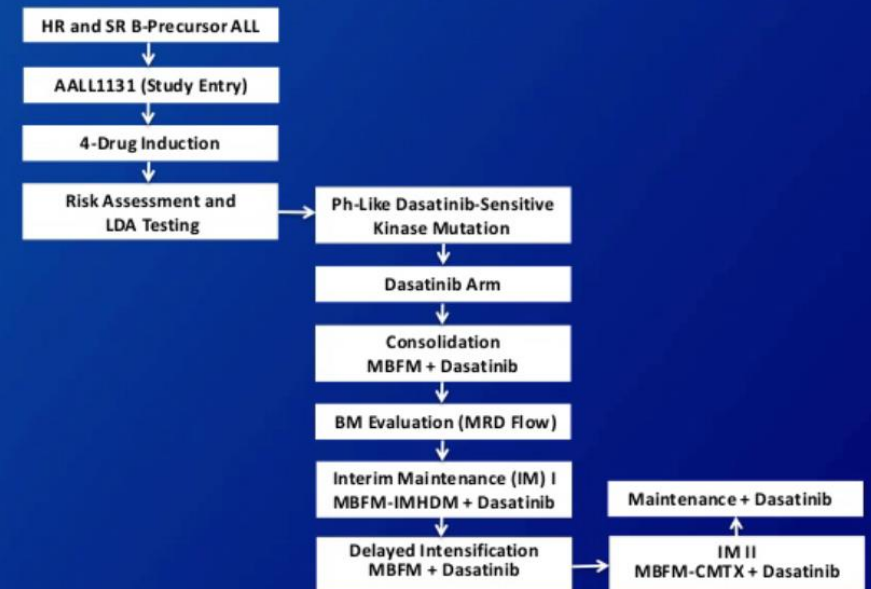 HR and SR B-Precursor ALL
AALL1131 (Study Entry)
4-Drug Induction
Risk Assessment and
LDA Testing
Ph-Like Dasatinib-Sensitive
Kinase Mutation
Dasatinib Arm
Consolidation
MBFM + Dasatinib
BM Evaluation (MRD Flow)
Interim Maintenance (IM) I
MBFM-IMHDM + Dasatinib
Delayed Intensification
MBFM + Dasatinib
IM II
MBFM-CMTX + Dasatinib
Maintenance + Dasatinib